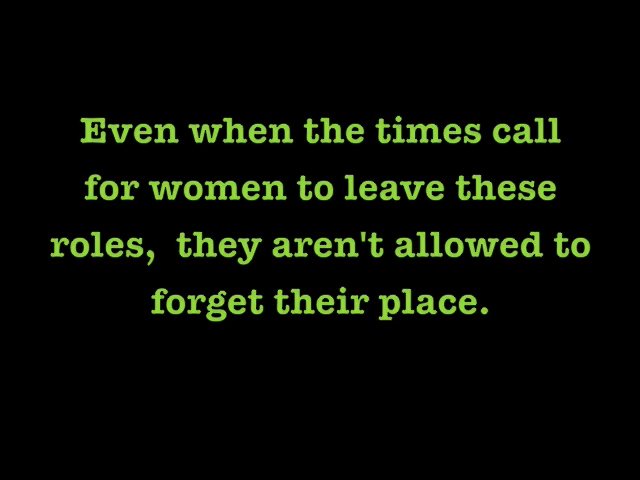 Even when the times call
for women to leave these
roles,  they aren't allowed to
forget their place.